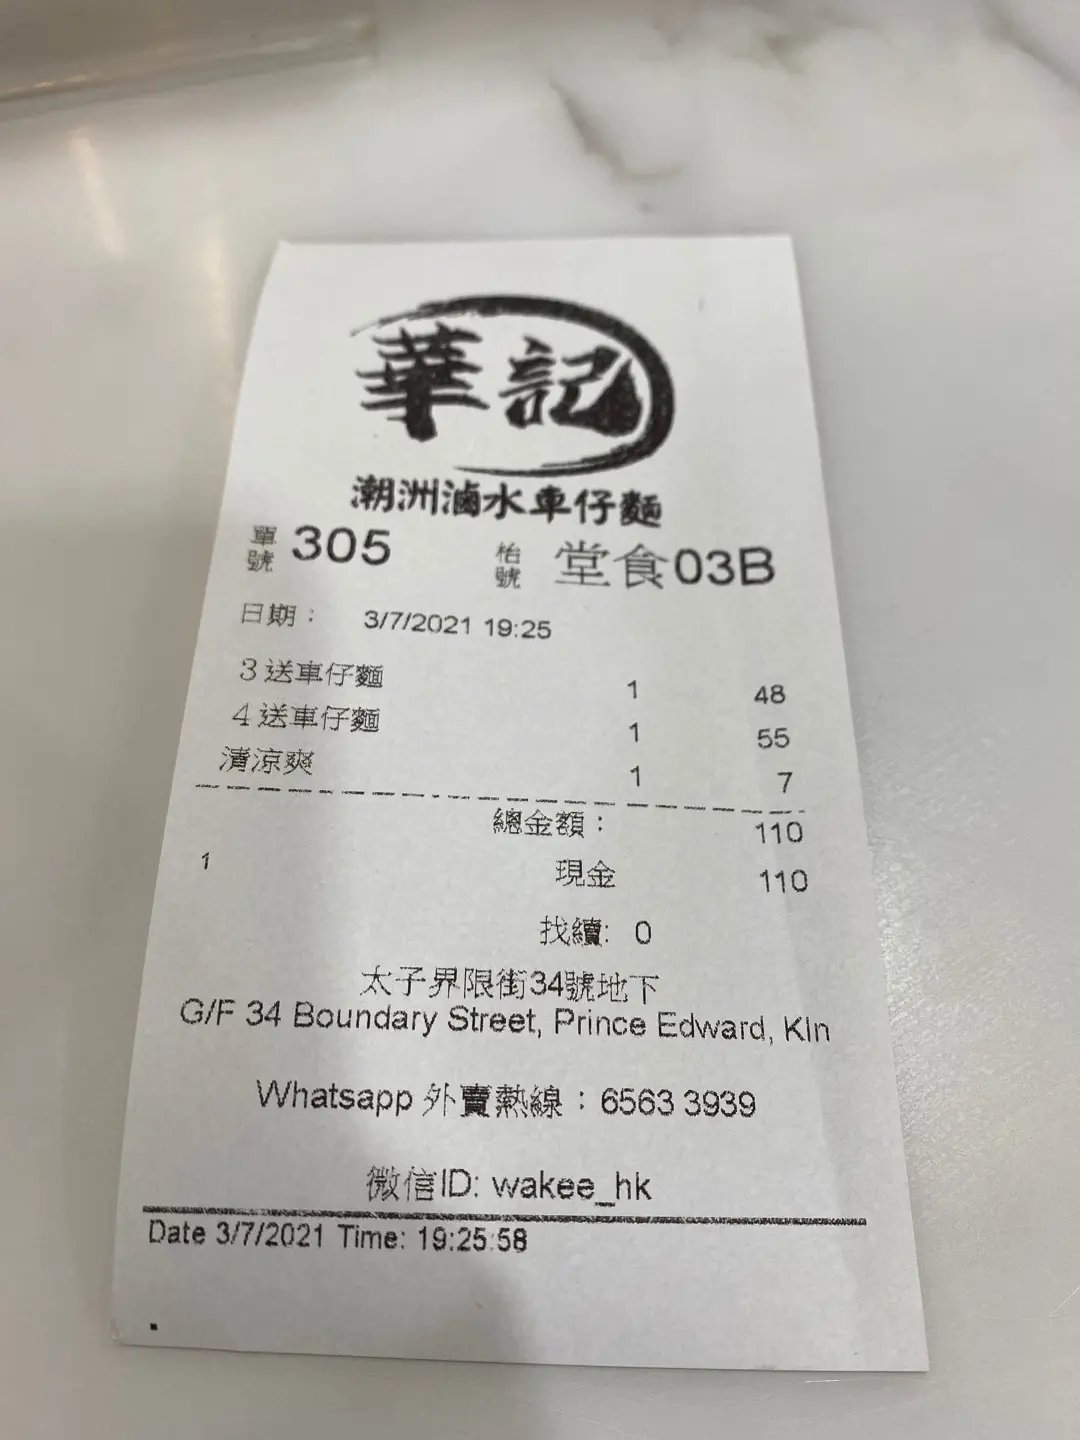 華記
潮洲滷水車仔麵
單號 305 枱號 堂食03B
日期： 3/7/2021 19:25
3送車仔麵 1 48
4送車仔麵 1 55
清涼爽 1 7
總金額： 110
1 現金 110
找續: 0
太子界限街34號地下
G/F 34 Boundary Street, Prince Edward, Kln
Whatsapp 外賣熱線：6563 3939
微信ID: wakee_hk
Date 3/7/2021 Time: 19:25:58